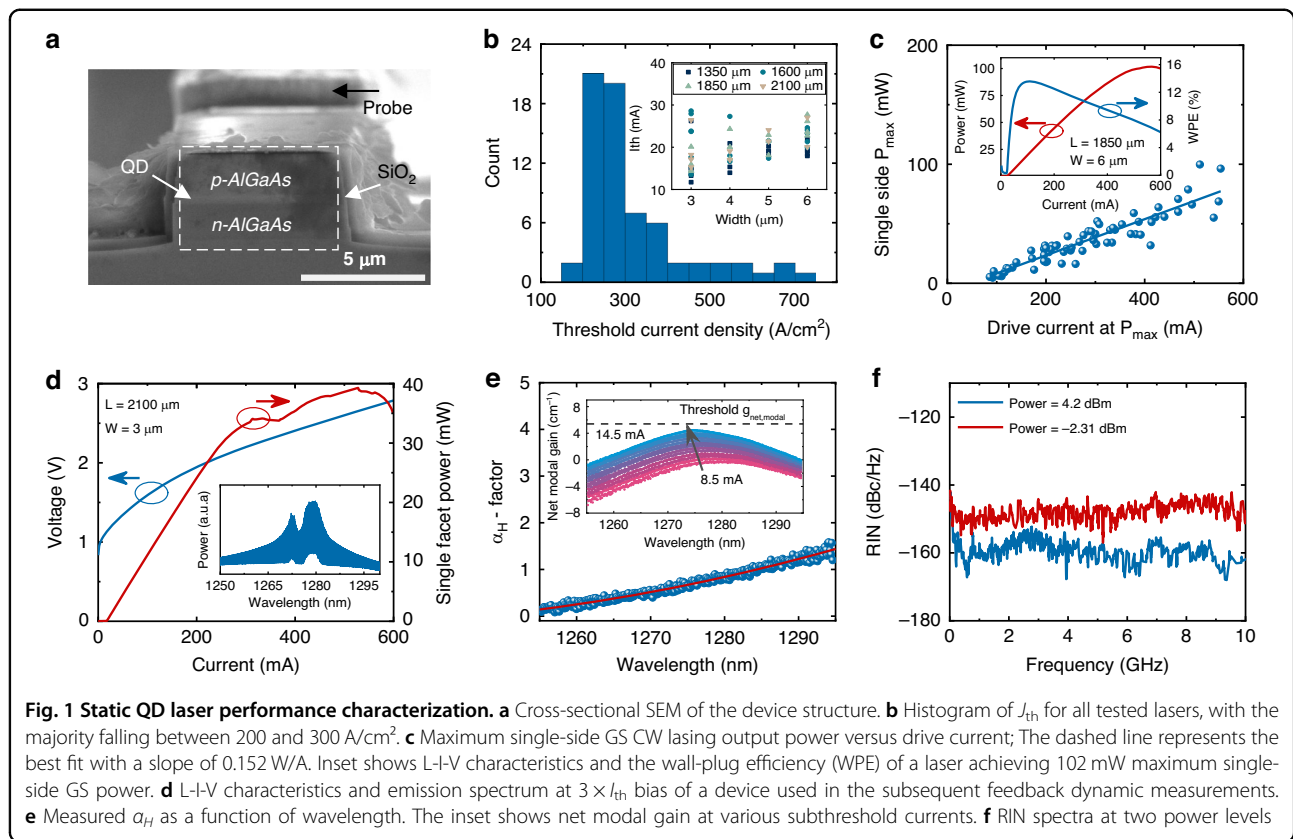 a
Probe
QD
p-AlGaAs
SiO2
n-AlGaAs
5 μm
b
24
18
12
6
0
Count
100
300
500
700
Threshold current density (A/cm²)
1350 μm
1600 μm
1850 μm
2100 μm
Ith (mA)
40
30
20
10
3
4
5
6
Width (μm)
c
200
100
0
Single side Pmax (mW)
0
200
400
600
Drive current at Pmax (mA)
Power (mW)
100
75
50
25
16
12
8
4
0
WPE (%)
L = 1850 μm
W = 6 μm
0
200
400
600
Current (mA)
d
3
2
1
0
Voltage (V)
L = 2100 μm
W = 3 μm
40
30
20
10
0
Single facet power (mW)
0
200
400
600
Current (mA)
Power (a.u.a)
1250
1265
1280
1295
Wavelength (nm)
e
5
4
3
2
1
0
αH - factor
1260
1270
1280
1290
Wavelength (nm)
Net modal gain (cm⁻¹)
8
4
0
−4
−8
Threshold gnet,modal
14.5 mA
8.5 mA
1260
1270
1280
1290
Wavelength (nm)
f
−120
−140
−160
−180
RIN (dBc/Hz)
Power = 4.2 dBm
Power = −2.31 dBm
0
2
4
6
8
10
Frequency (GHz)
Fig. 1 Static QD laser performance characterization. a Cross-sectional SEM of the device structure. b Histogram of Jth for all tested lasers, with the
majority falling between 200 and 300 A/cm². c Maximum single-side GS CW lasing output power versus drive current; The dashed line represents the
best fit with a slope of 0.152 W/A. Inset shows L-I-V characteristics and the wall-plug efficiency (WPE) of a laser achieving 102 mW maximum single-
side GS power. d L-I-V characteristics and emission spectrum at 3 × Ith bias of a device used in the subsequent feedback dynamic measurements.
e Measured αH as a function of wavelength. The inset shows net modal gain at various subthreshold currents. f RIN spectra at two power levels